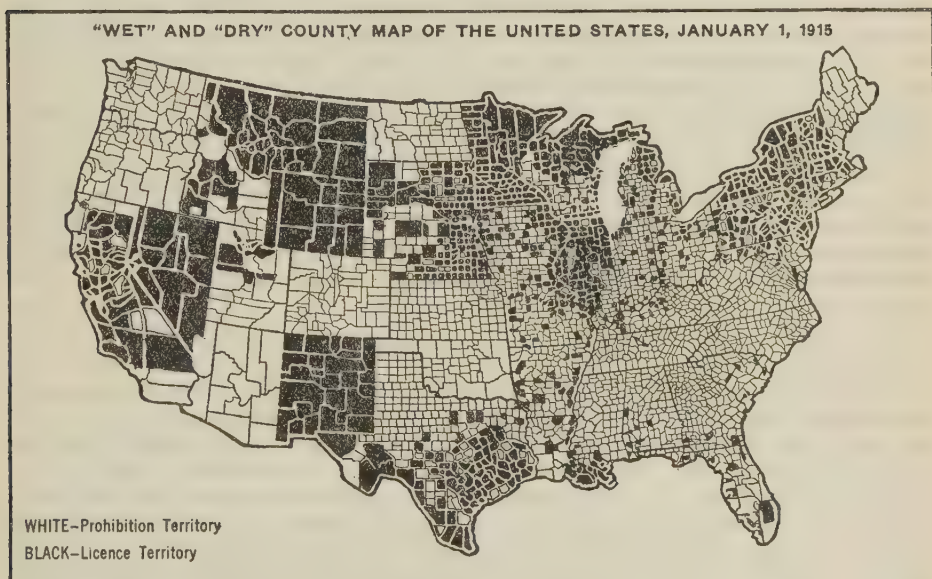 “WET” AND “DRY” COUNTY MAP OF THE UNITED STATES, JANUARY 1, 1915
WHITE–Prohibition Territory
BLACK–Licence Territory